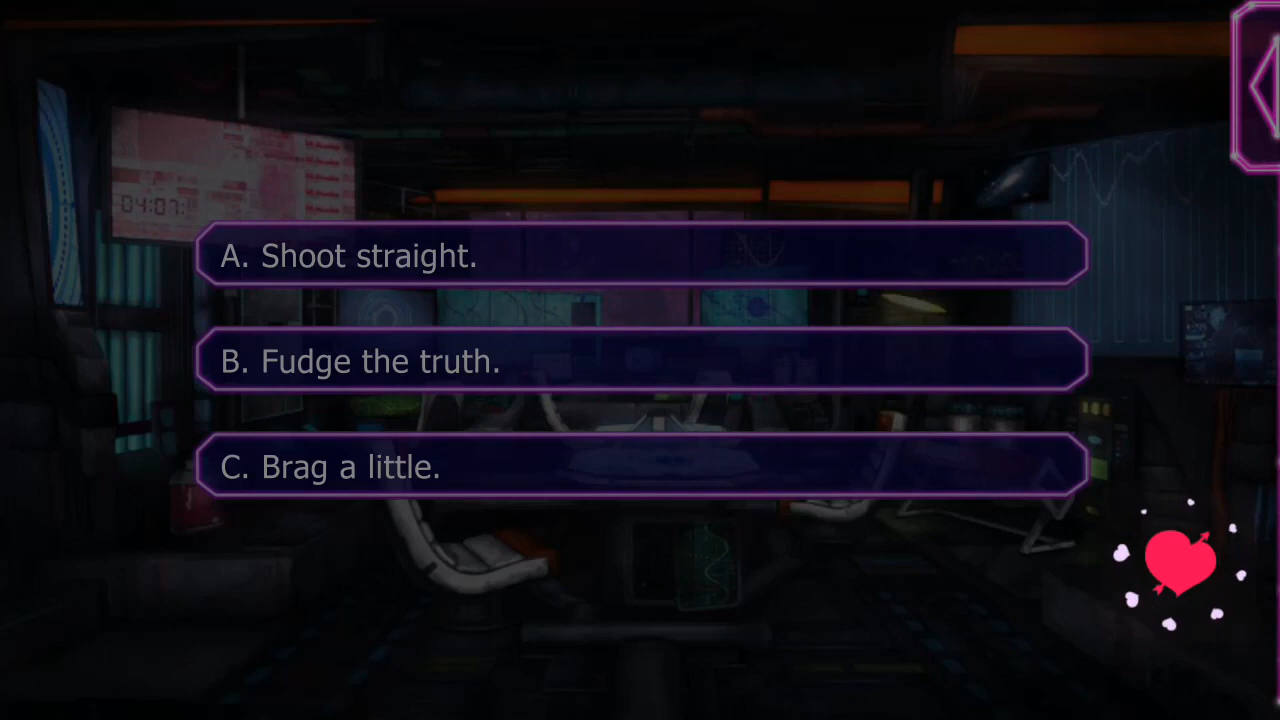 04:07:
A. Shoot straight.
B. Fudge the truth.
C. Brag a little.